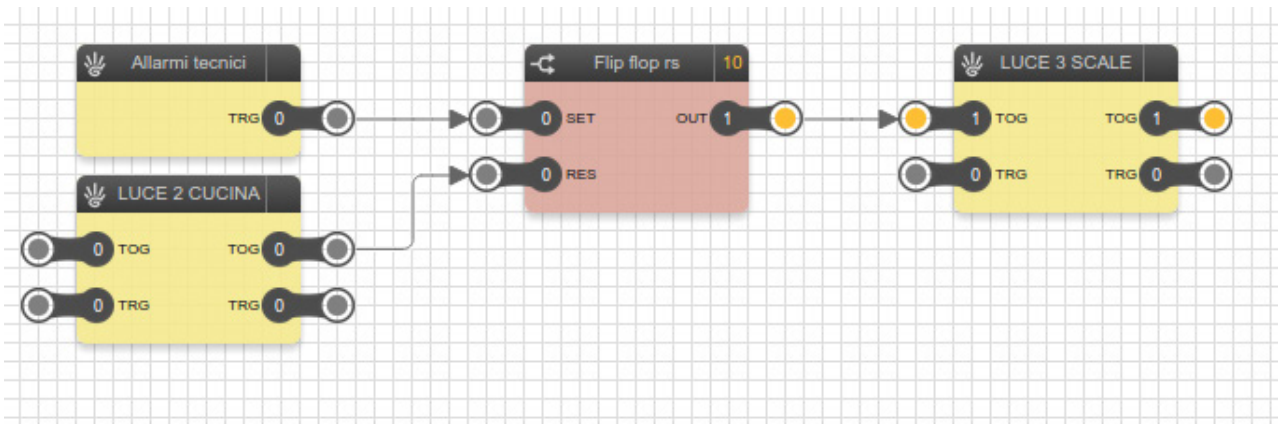 Allarmi tecnici
TRG 0
LUCE 2 CUCINA
0 TOG TOG 0
0 TRG TRG 0
Flip flop rs 10
0 SET OUT 1
0 RES
LUCE 3 SCALE
1 TOG TOG 1
0 TRG TRG 0